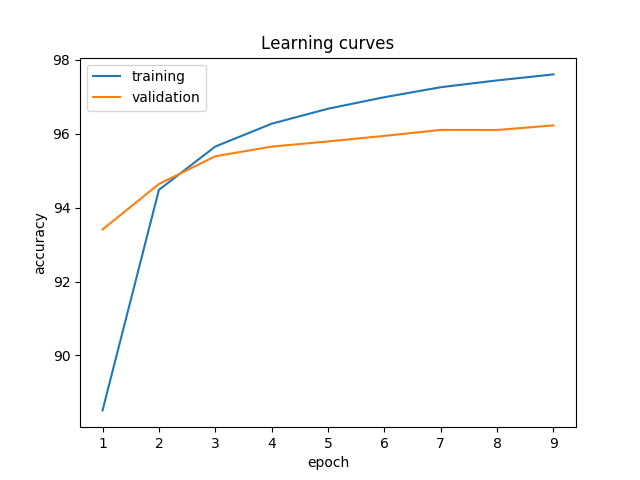 Learning curves
training
validation
98
96
94
92
90
accuracy
1 2 3 4 5 6 7 8 9
epoch